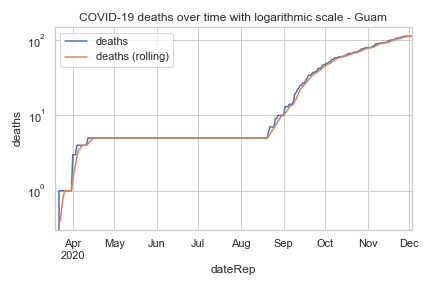 COVID-19 deaths over time with logarithmic scale - Guam
deaths
deaths (rolling)
10²
10¹
10⁰
deaths
Apr May Jun Jul Aug Sep Oct Nov Dec
2020
dateRep